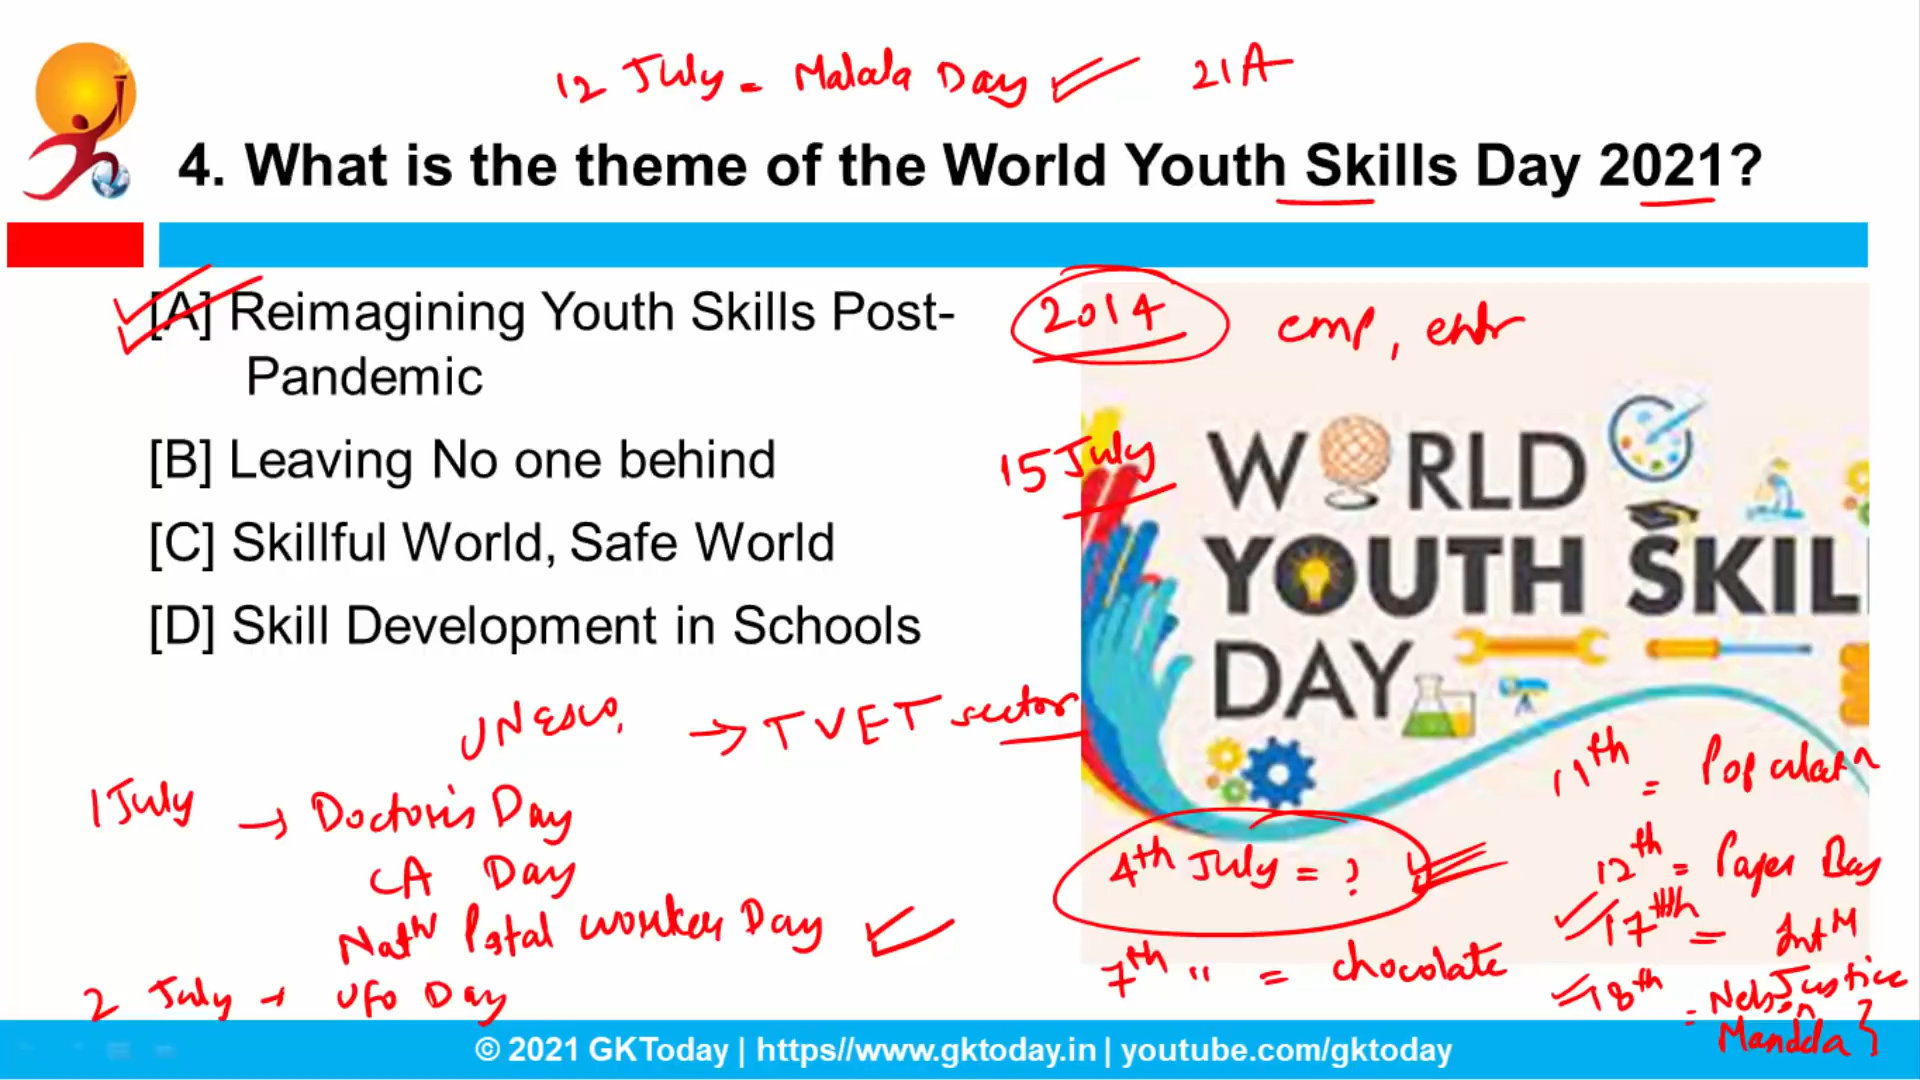 12 July = Malala Day 21A
4. What is the theme of the World Youth Skills Day 2021?
[A] Reimagining Youth Skills Post-
Pandemic
[B] Leaving No one behind
[C] Skillful World, Safe World
[D] Skill Development in Schools
2014
emp, entr
15 July
WORLD
YOUTH SKIL
DAY
UNESCO, → TVET sector
1 July → Doctor's Day
CA Day
Natn Postal worker Day
2 July → UFO Day
4th July = ?
7th " = chocolate
11th = Populatn
12th = Paper Day
17th = Int M
Justice
18th = Nelson
Mandela }
© 2021 GKToday | https//www.gktoday.in | youtube.com/gktoday